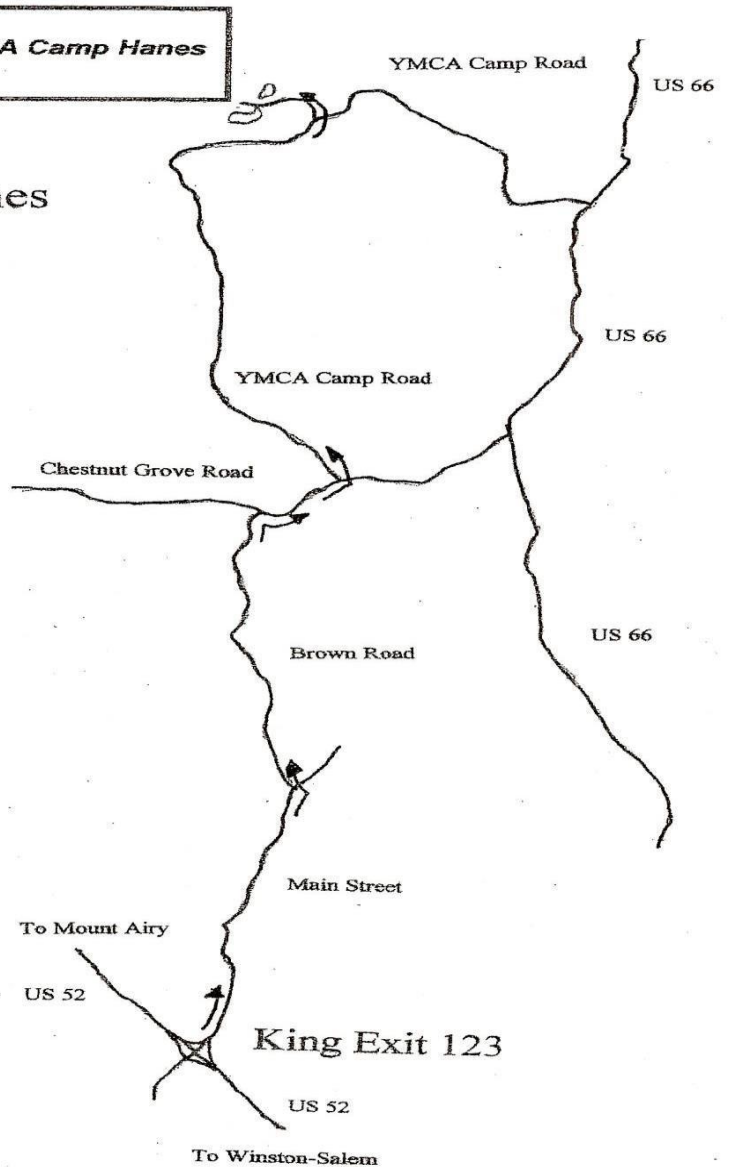 A Camp Hanes
YMCA Camp Road
US 66
es
US 66
YMCA Camp Road
Chestnut Grove Road
US 66
Brown Road
Main Street
To Mount Airy
US 52
King Exit 123
US 52
To Winston-Salem